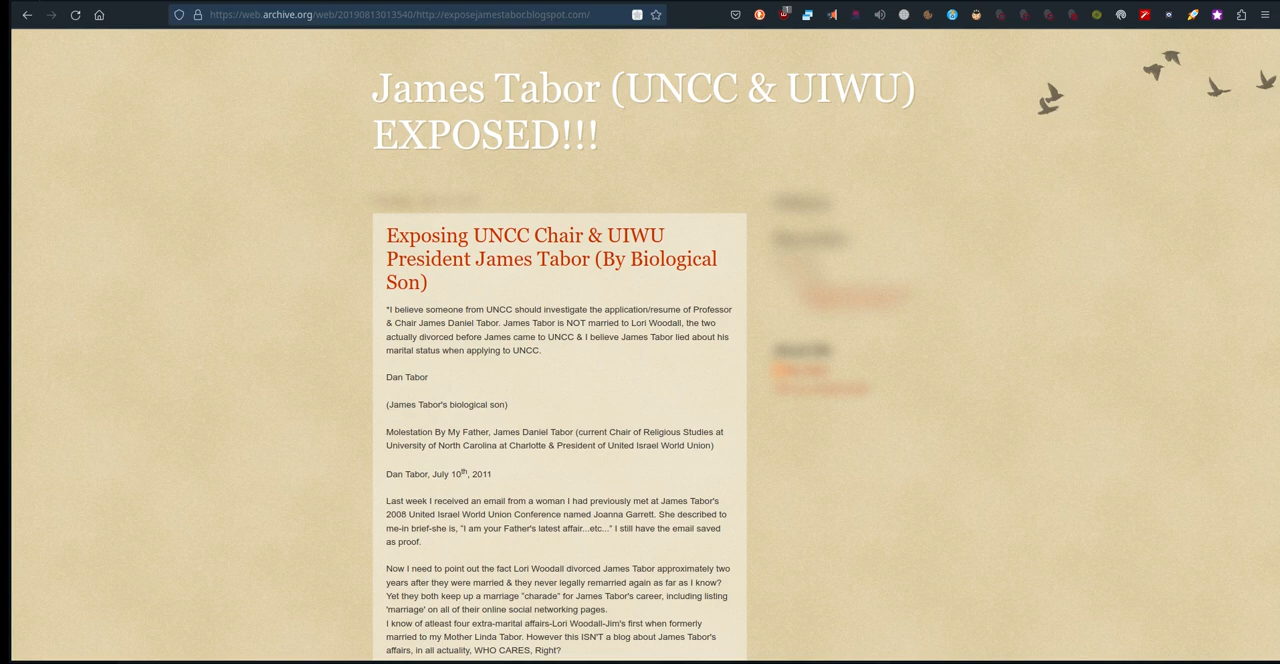 https://web.archive.org/web/20190813013540/http://exposejamestabor.blogspot.com/
1
James Tabor (UNCC & UIWU)
EXPOSED!!!
Exposing UNCC Chair & UIWU
President James Tabor (By Biological
Son)
*I believe someone from UNCC should investigate the application/resume of Professor
& Chair James Daniel Tabor. James Tabor is NOT married to Lori Woodall, the two
actually divorced before James came to UNCC & I believe James Tabor lied about his
marital status when applying to UNCC.
Dan Tabor
(James Tabor's biological son)
Molestation By My Father, James Daniel Tabor (current Chair of Religious Studies at
University of North Carolina at Charlotte & President of United Israel World Union)
Dan Tabor, July 10th, 2011
Last week I received an email from a woman I had previously met at James Tabor's
2008 United Israel World Union Conference named Joanna Garrett. She described to
me-in brief-she is, "I am your Father's latest affair...etc..." I still have the email saved
as proof.
Now I need to point out the fact Lori Woodall divorced James Tabor approximately two
years after they were married & they never legally remarried again as far as I know?
Yet they both keep up a marriage "charade" for James Tabor's career, including listing
'marriage' on all of their online social networking pages.
I know of atleast four extra-marital affairs-Lori Woodall-Jim's first when formerly
married to my Mother Linda Tabor. However this ISN'T a blog about James Tabor's
affairs, in all actuality, WHO CARES, Right?